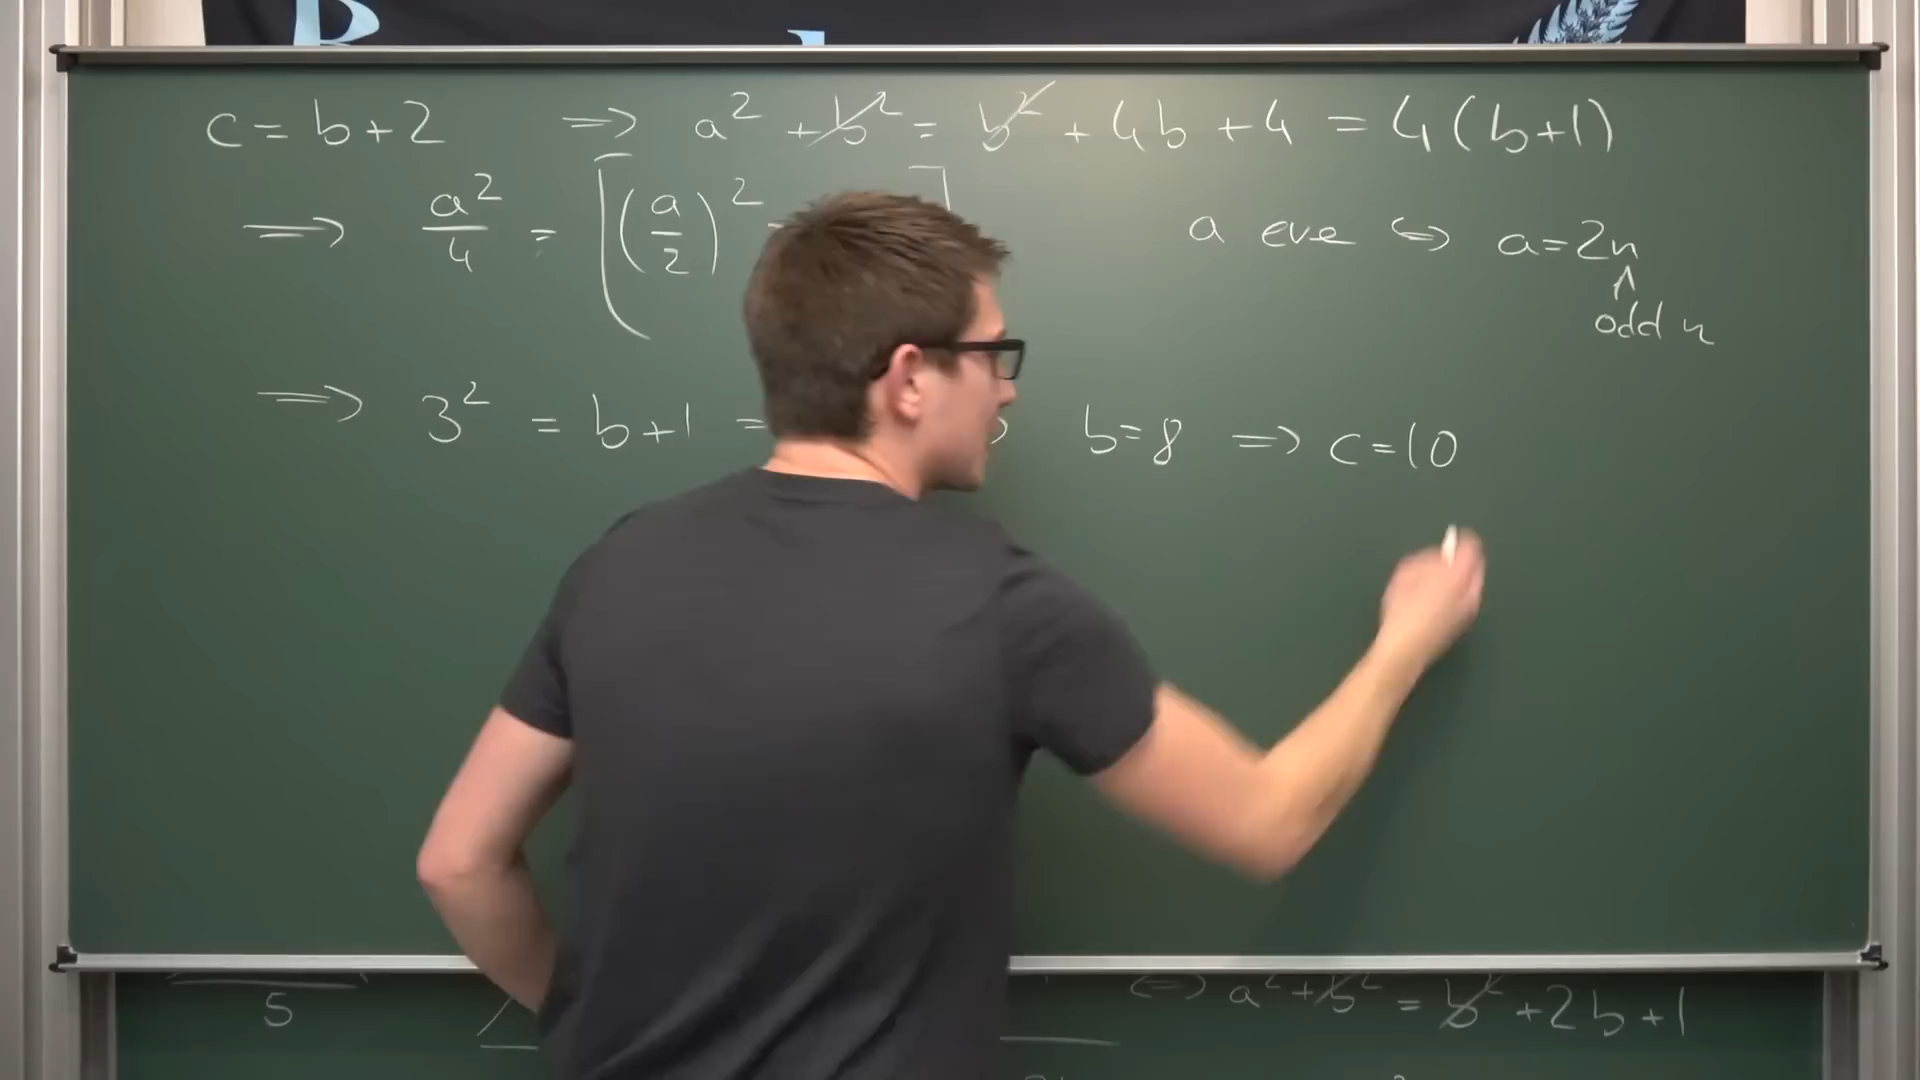 c = b+2 ⇒ a² + b² = b² + 4b + 4 = 4(b+1)
⇒ a²/4 = [(a/2)²
a eve ↔ a=2n
↑
odd n
⇒ 3² = b+1 = b=8 ⇒ c=10
5
⇔ a²+b² = b² + 2b + 1